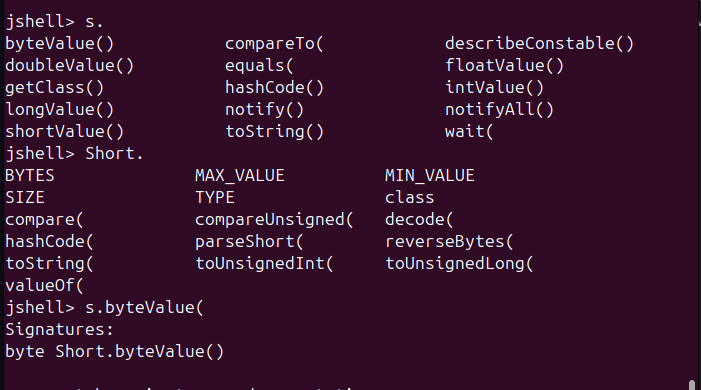 jshell> s.
byteValue() compareTo( describeConstable()
doubleValue() equals( floatValue()
getClass() hashCode() intValue()
longValue() notify() notifyAll()
shortValue() toString() wait(
jshell> Short.
BYTES MAX_VALUE MIN_VALUE
SIZE TYPE class
compare( compareUnsigned( decode(
hashCode( parseShort( reverseBytes(
toString( toUnsignedInt( toUnsignedLong(
valueOf(
jshell> s.byteValue(
Signatures:
byte Short.byteValue()